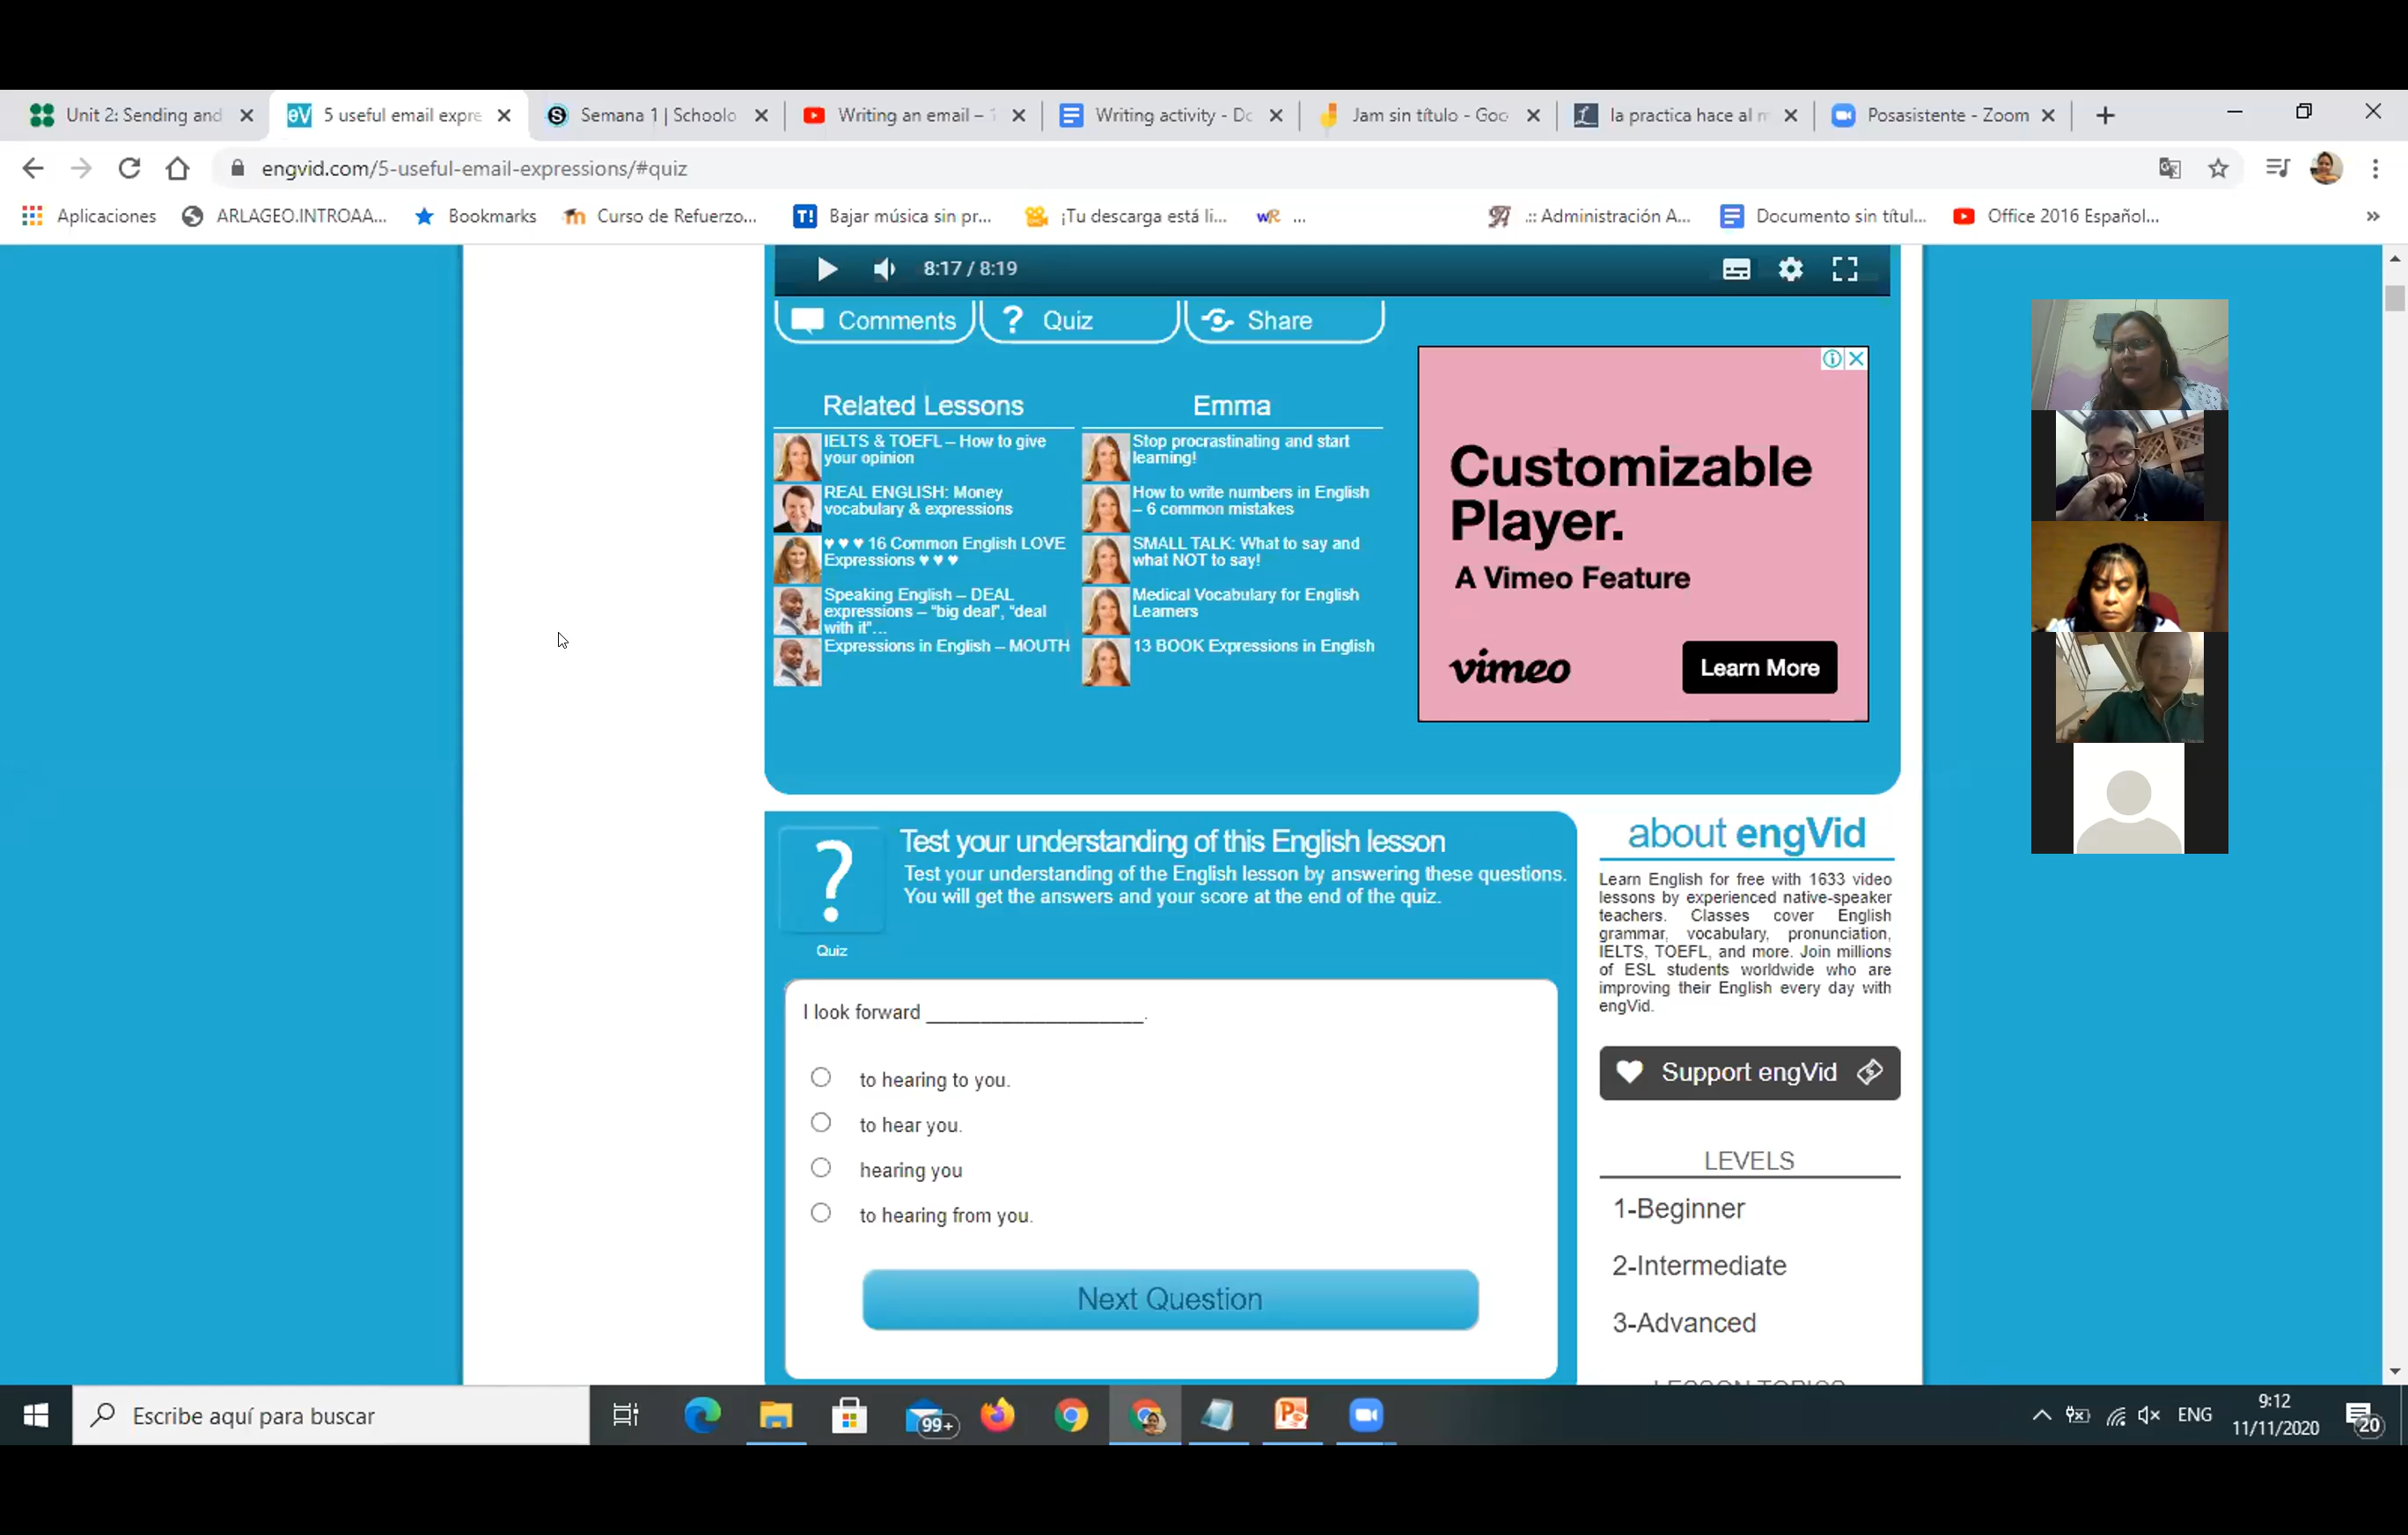 Unit 2: Sending and
5 useful email expre
Semana 1 | Schoolo
Writing an email –
Writing activity - Do
Jam sin título - Goo
la practica hace al m
Posasistente - Zoom
engvid.com/5-useful-email-expressions/#quiz
Aplicaciones
ARLAGEO.INTROAA...
Bookmarks
Curso de Refuerzo...
T!
Bajar música sin pr...
¡Tu descarga está li...
wR
...
.:: Administración A...
Documento sin títul...
Office 2016 Español...
»
8:17 / 8:19
Comments
? Quiz
Share
Related Lessons
IELTS & TOEFL – How to give
your opinion
REAL ENGLISH: Money
vocabulary & expressions
♥ ♥ ♥ 16 Common English LOVE
Expressions ♥ ♥ ♥
Speaking English – DEAL
expressions – “big deal”, “deal
with it”...
Expressions in English – MOUTH
Emma
Stop procrastinating and start
learning!
How to write numbers in English
– 6 common mistakes
SMALL TALK: What to say and
what NOT to say!
Medical Vocabulary for English
Learners
13 BOOK Expressions in English
Customizable
Player.
A Vimeo Feature
vimeo
Learn More
?
Quiz
Test your understanding of this English lesson
Test your understanding of the English lesson by answering these questions.
You will get the answers and your score at the end of the quiz.
I look forward ____________________.
to hearing to you.
to hear you.
hearing you
to hearing from you.
Next Question
about engVid
Learn English for free with 1633 video
lessons by experienced native-speaker
teachers. Classes cover English
grammar, vocabulary, pronunciation,
IELTS, TOEFL, and more. Join millions
of ESL students worldwide who are
improving their English every day with
engVid.
Support engVid
LEVELS
1-Beginner
2-Intermediate
3-Advanced
LESSON TOPICS
Escribe aquí para buscar
99+
ENG
9:12
11/11/2020
20